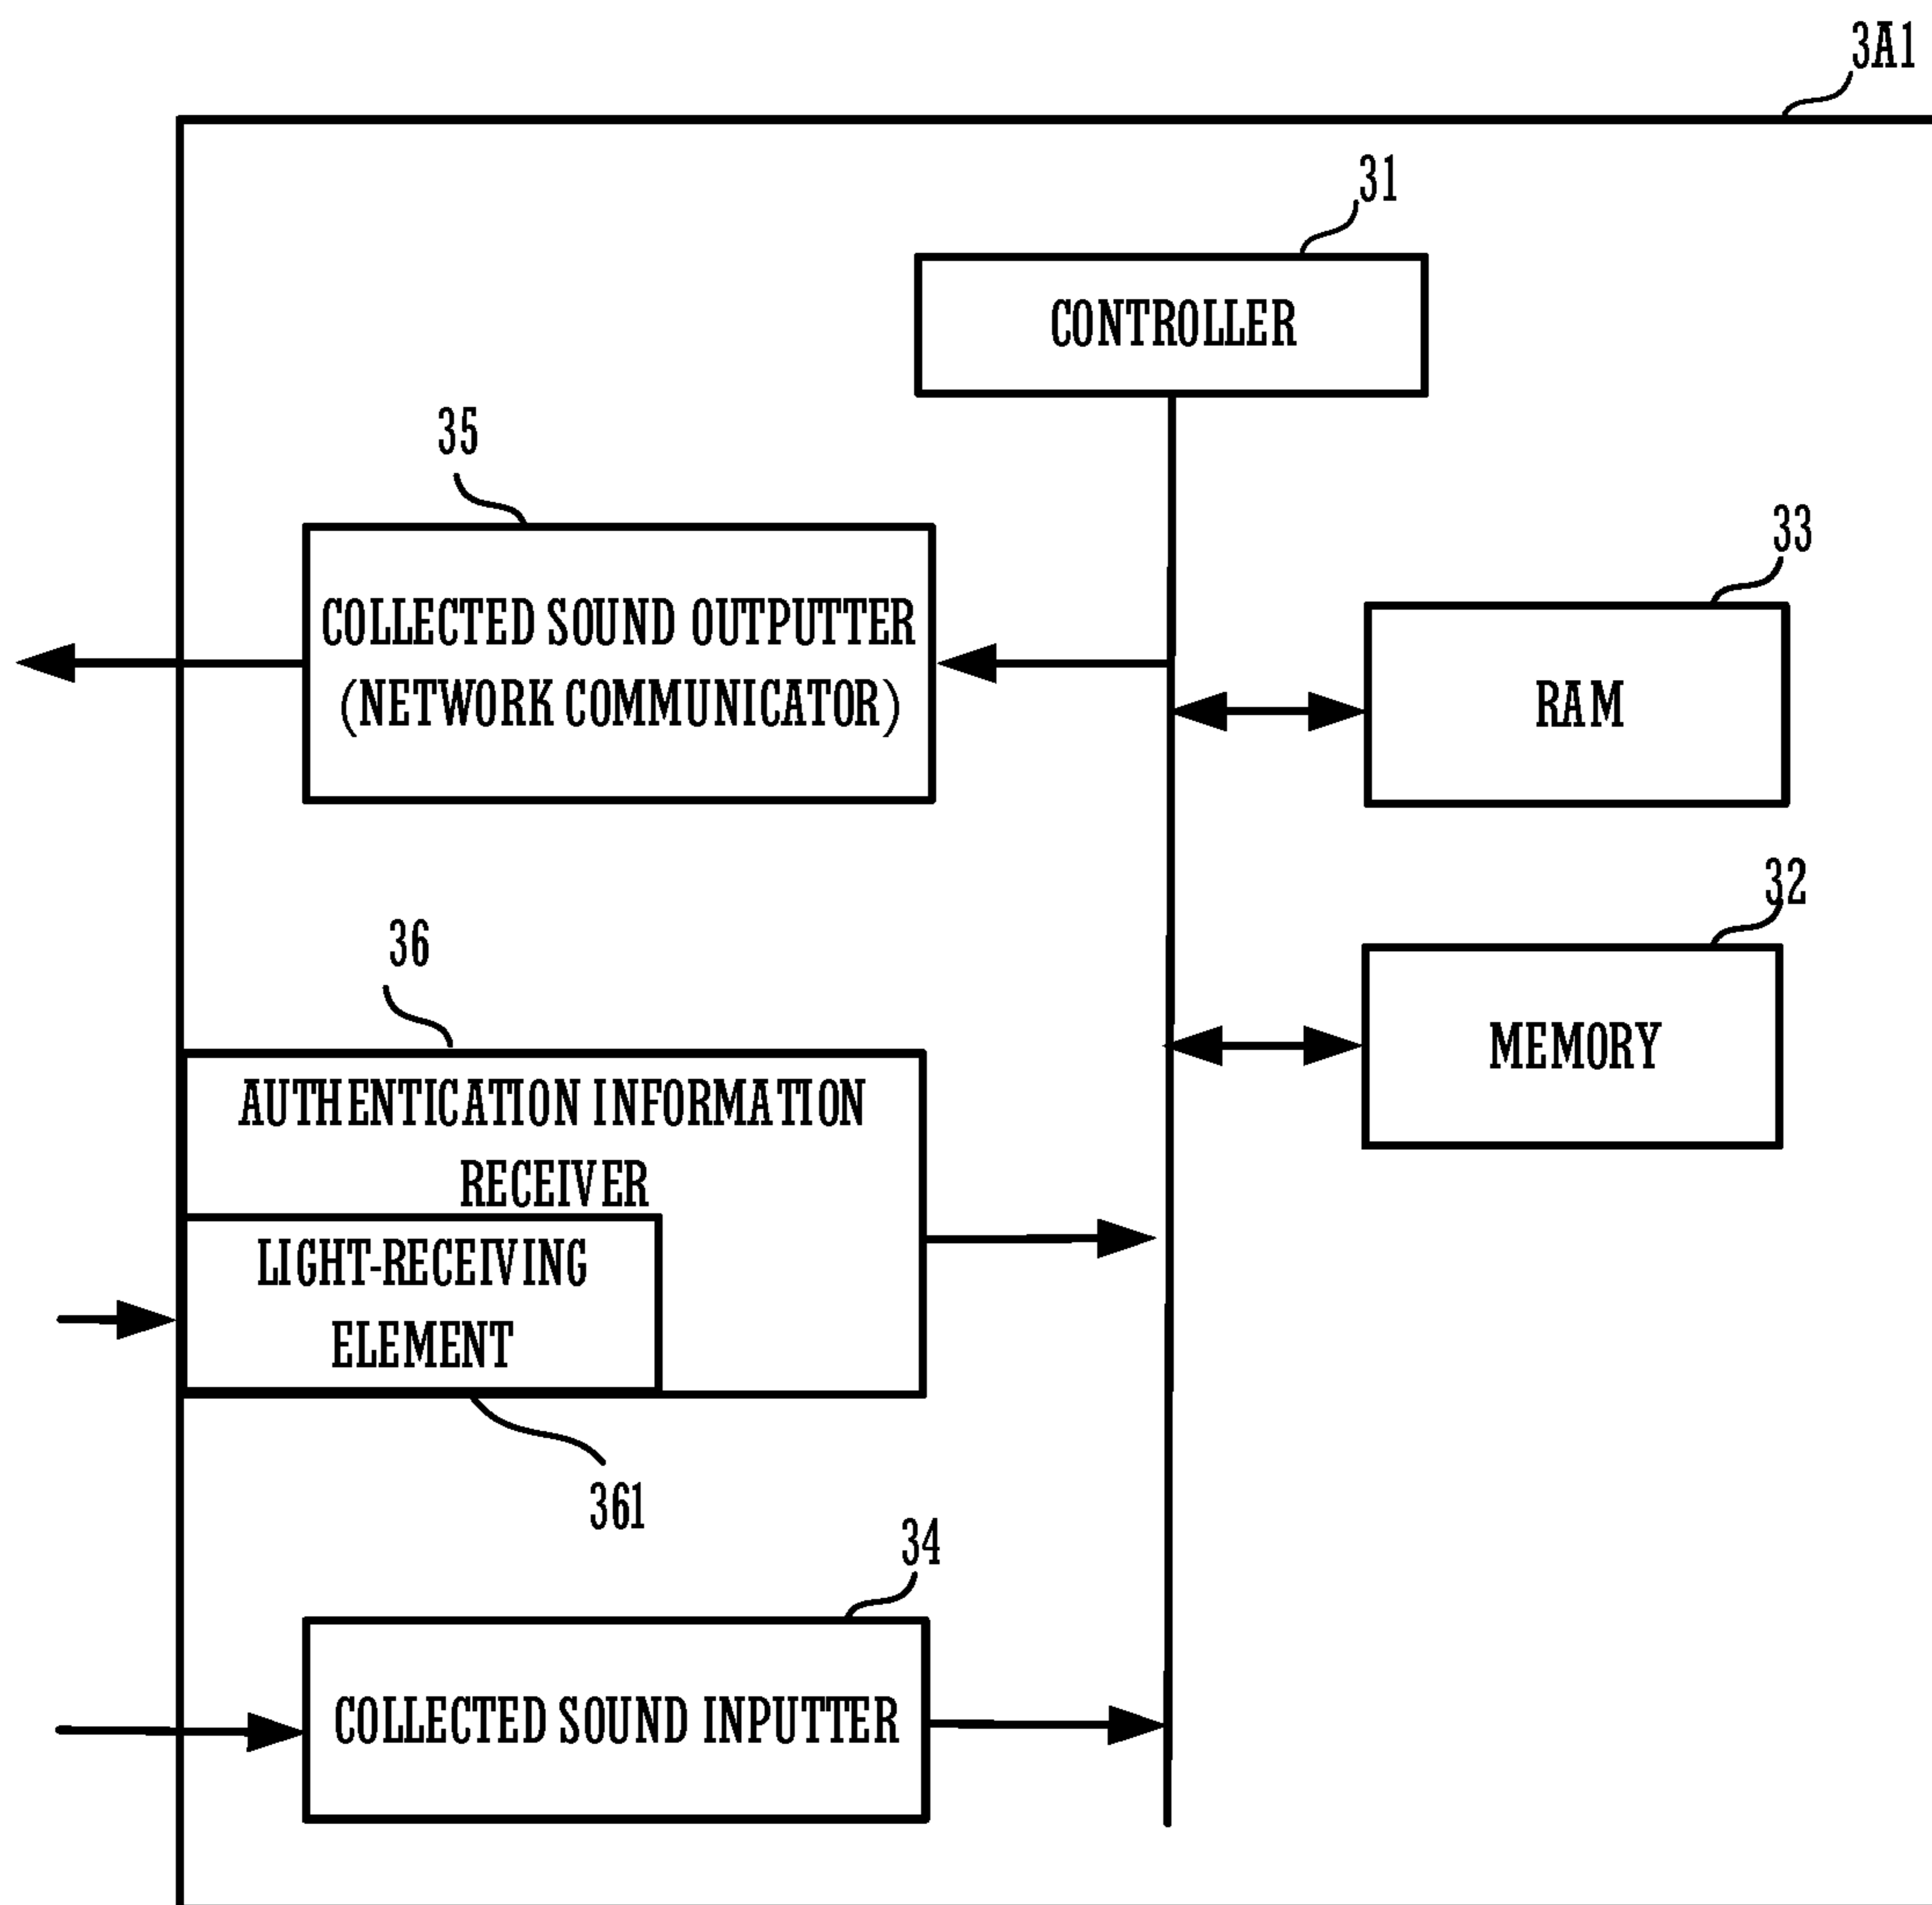 3A1
31
CONTROLLER
35
COLLECTED SOUND OUTPUTTER
(NETWORK COMMUNICATOR)
33
RAM
32
MEMORY
36
AUTHENTICATION INFORMATION
RECEIVER
LIGHT-RECEIVING
ELEMENT
361
34
COLLECTED SOUND INPUTTER